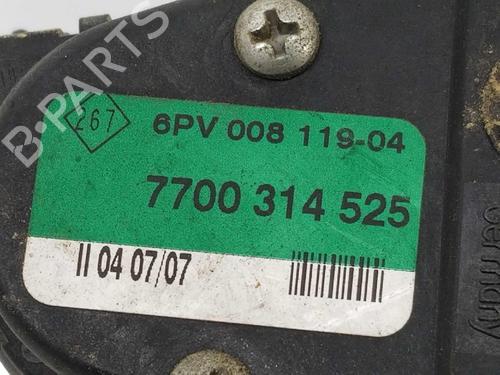 267
6PV 008 119-04
7700 314 525
II 04 07/07
Germany
B-PARTS